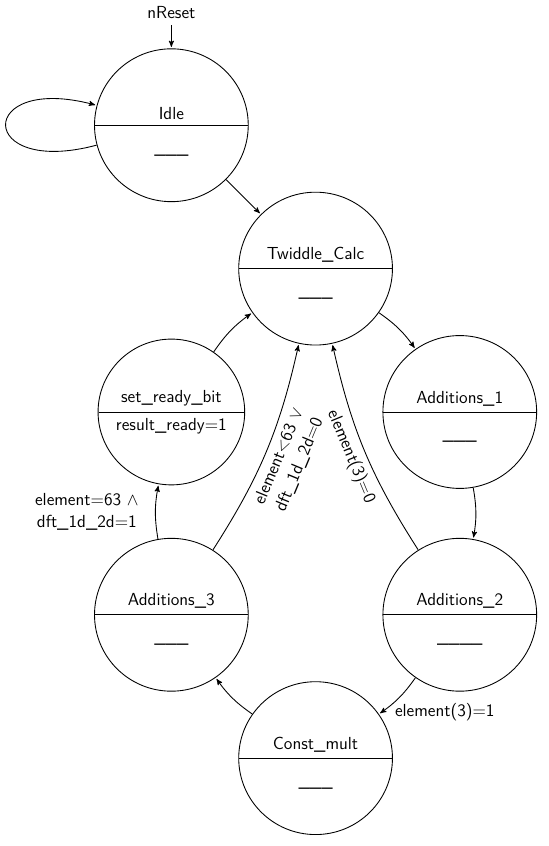 nReset
Idle
Twiddle_Calc
set_ready_bit
result_ready=1
Additions_1
element<63 ∨
dft_1d_2d=0
element(3)=0
element=63 ∧
dft_1d_2d=1
Additions_3
Additions_2
element(3)=1
Const_mult